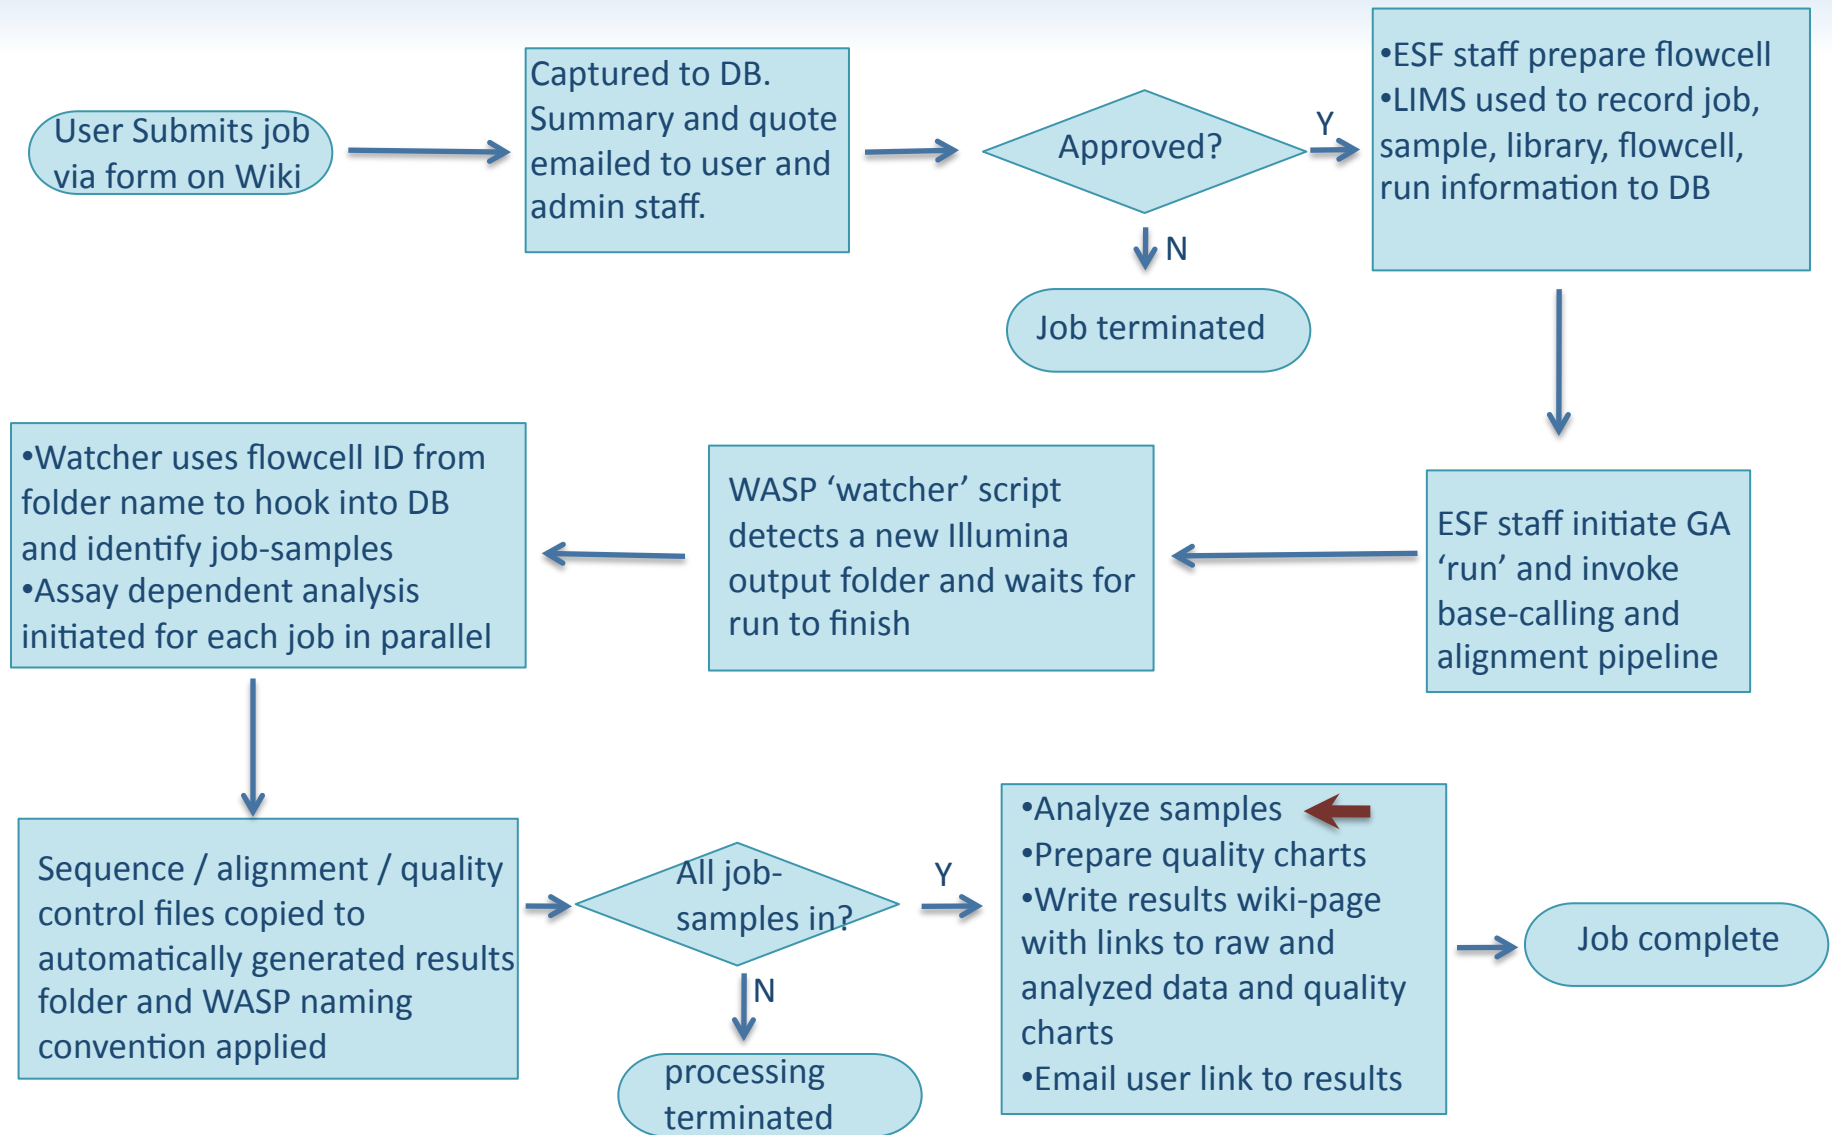 User Submits job
via form on Wiki
Captured to DB.
Summary and quote
emailed to user and
admin staff.
Approved?
Y
N
Job terminated
•ESF staff prepare flowcell
•LIMS used to record job,
sample, library, flowcell,
run information to DB
ESF staff initiate GA
‘run’ and invoke
base-calling and
alignment pipeline
WASP ‘watcher’ script
detects a new Illumina
output folder and waits for
run to finish
•Watcher uses flowcell ID from
folder name to hook into DB
and identify job-samples
•Assay dependent analysis
initiated for each job in parallel
Sequence / alignment / quality
control files copied to
automatically generated results
folder and WASP naming
convention applied
All job-
samples in?
Y
N
processing
terminated
•Analyze samples
•Prepare quality charts
•Write results wiki-page
with links to raw and
analyzed data and quality
charts
•Email user link to results
Job complete